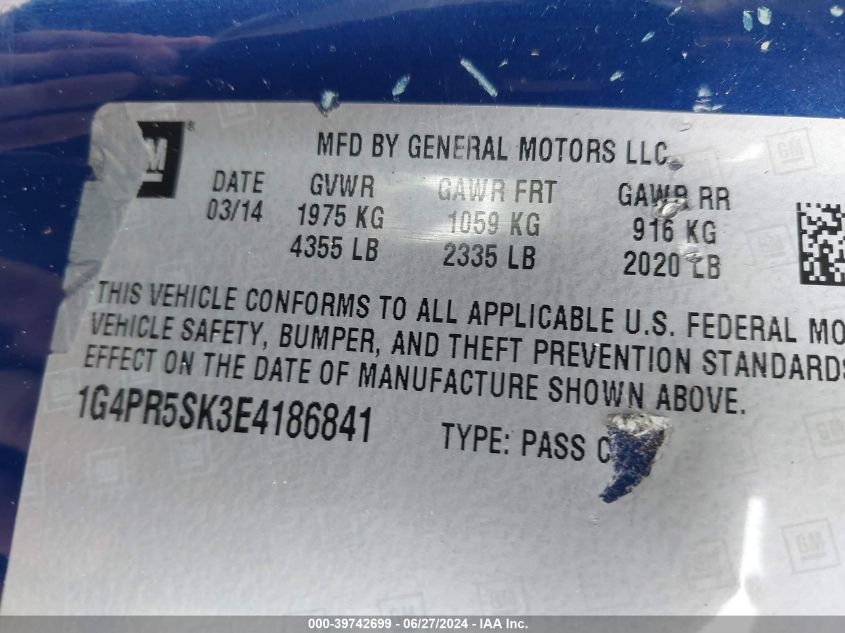 GM
MFD BY GENERAL MOTORS LLC
DATE GVWR GAWR FRT GAWR RR
03/14 1975 KG 1059 KG 916 KG
4355 LB 2335 LB 2020 LB
THIS VEHICLE CONFORMS TO ALL APPLICABLE U.S. FEDERAL MO
VEHICLE SAFETY, BUMPER, AND THEFT PREVENTION STANDARDS
EFFECT ON THE DATE OF MANUFACTURE SHOWN ABOVE.
1G4PR5SK3E4186841 TYPE: PASS C
000-39742699 - 06/27/2024 - IAA Inc.